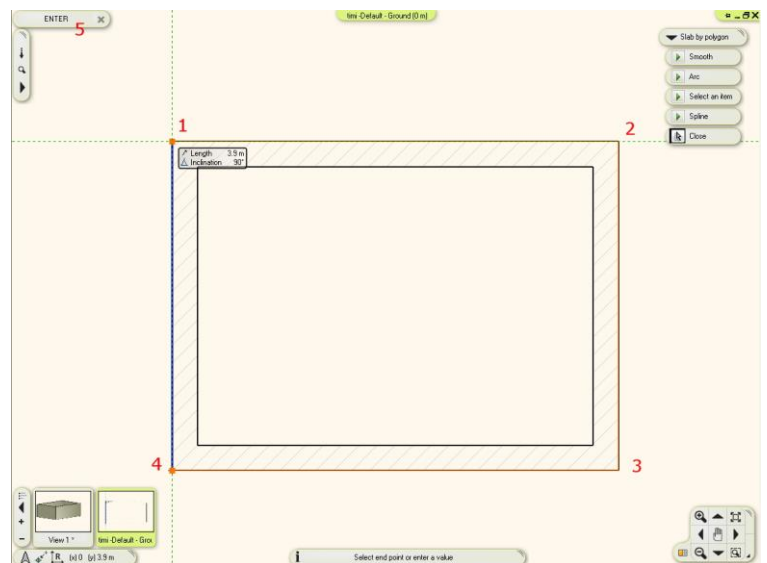 ENTER
5
timi -Default - Ground (0 m)
Slab by polygon
Smooth
Arc
Select an item
Spline
Close
1
2
Length 3.9 m
Inclination 90°
4
3
View 1 *
timi -Default - Grou
(x) 0 (y) 3.9 m
Select end point or enter a value